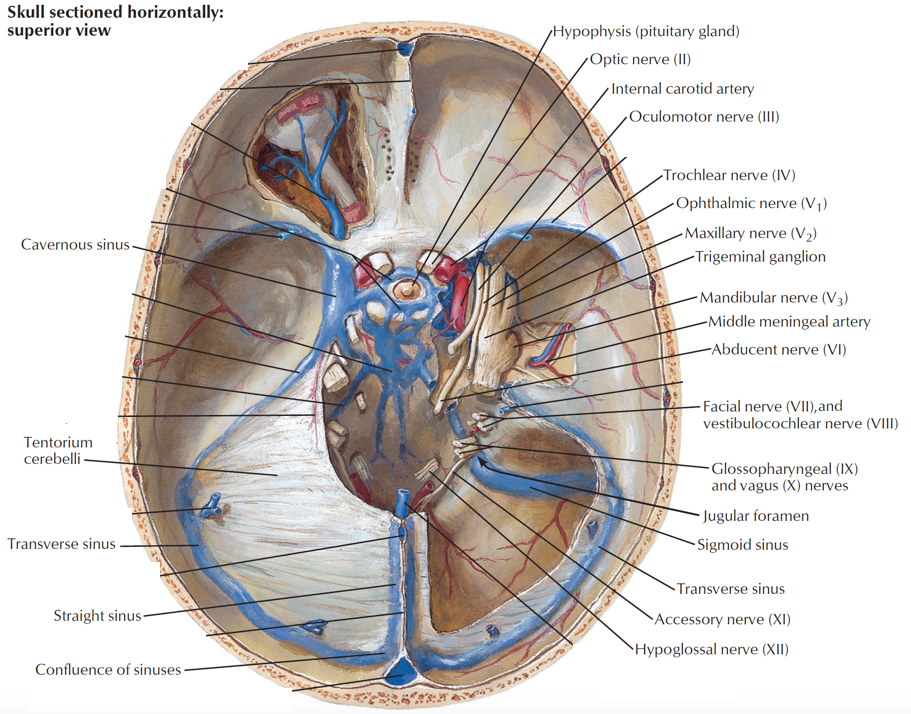 Skull sectioned horizontally:
superior view
Hypophysis (pituitary gland)
Optic nerve (II)
Internal carotid artery
Oculomotor nerve (III)
Trochlear nerve (IV)
Ophthalmic nerve (V1)
Maxillary nerve (V2)
Trigeminal ganglion
Mandibular nerve (V3)
Middle meningeal artery
Abducent nerve (VI)
Facial nerve (VII),and
vestibulocochlear nerve (VIII)
Glossopharyngeal (IX)
and vagus (X) nerves
Jugular foramen
Sigmoid sinus
Transverse sinus
Accessory nerve (XI)
Hypoglossal nerve (XII)
Cavernous sinus
Tentorium
cerebelli
Transverse sinus
Straight sinus
Confluence of sinuses